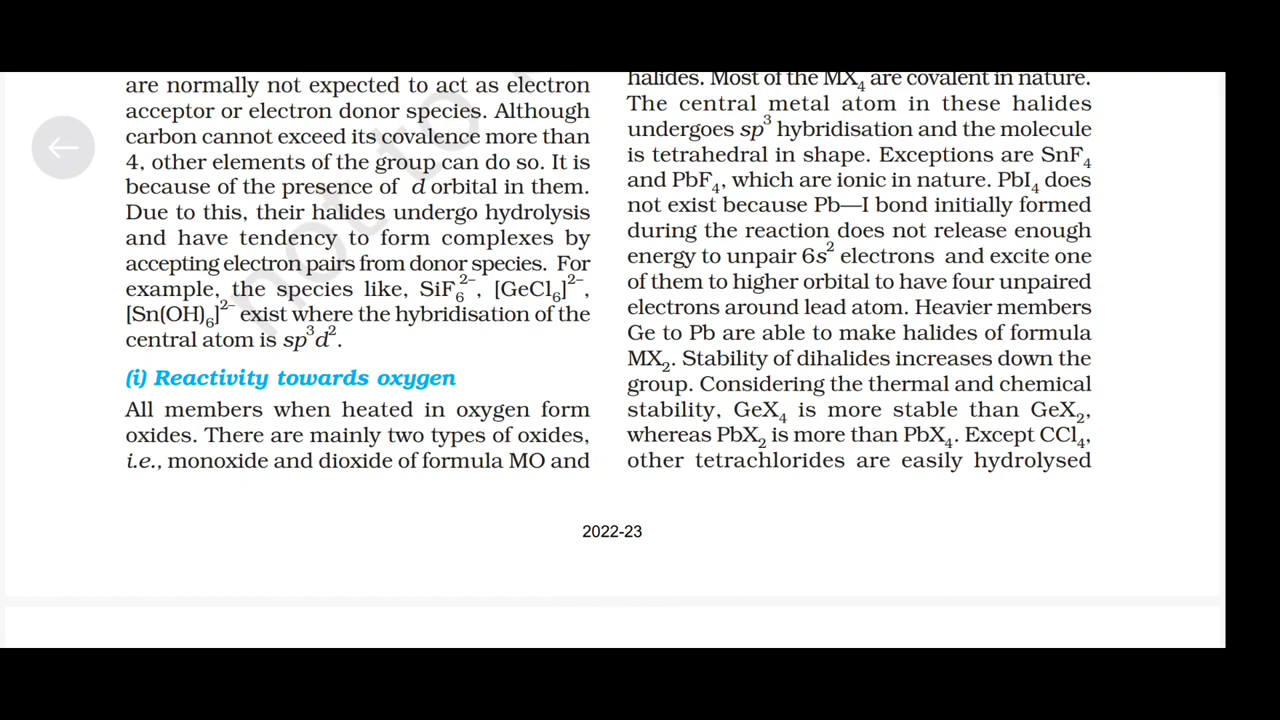 are normally not expected to act as electron
acceptor or electron donor species. Although
carbon cannot exceed its covalence more than
4, other elements of the group can do so. It is
because of the presence of d orbital in them.
Due to this, their halides undergo hydrolysis
and have tendency to form complexes by
accepting electron pairs from donor species. For
example, the species like, SiF₆²⁻, [GeCl₆]²⁻,
[Sn(OH)₆]²⁻ exist where the hybridisation of the
central atom is sp³d².
(i) Reactivity towards oxygen
All members when heated in oxygen form
oxides. There are mainly two types of oxides,
i.e., monoxide and dioxide of formula MO and
halides. Most of the MX₄ are covalent in nature.
The central metal atom in these halides
undergoes sp³ hybridisation and the molecule
is tetrahedral in shape. Exceptions are SnF₄
and PbF₄, which are ionic in nature. PbI₄ does
not exist because Pb—I bond initially formed
during the reaction does not release enough
energy to unpair 6s² electrons and excite one
of them to higher orbital to have four unpaired
electrons around lead atom. Heavier members
Ge to Pb are able to make halides of formula
MX₂. Stability of dihalides increases down the
group. Considering the thermal and chemical
stability, GeX₄ is more stable than GeX₂,
whereas PbX₂ is more than PbX₄. Except CCl₄,
other tetrachlorides are easily hydrolysed
not to
2022-23